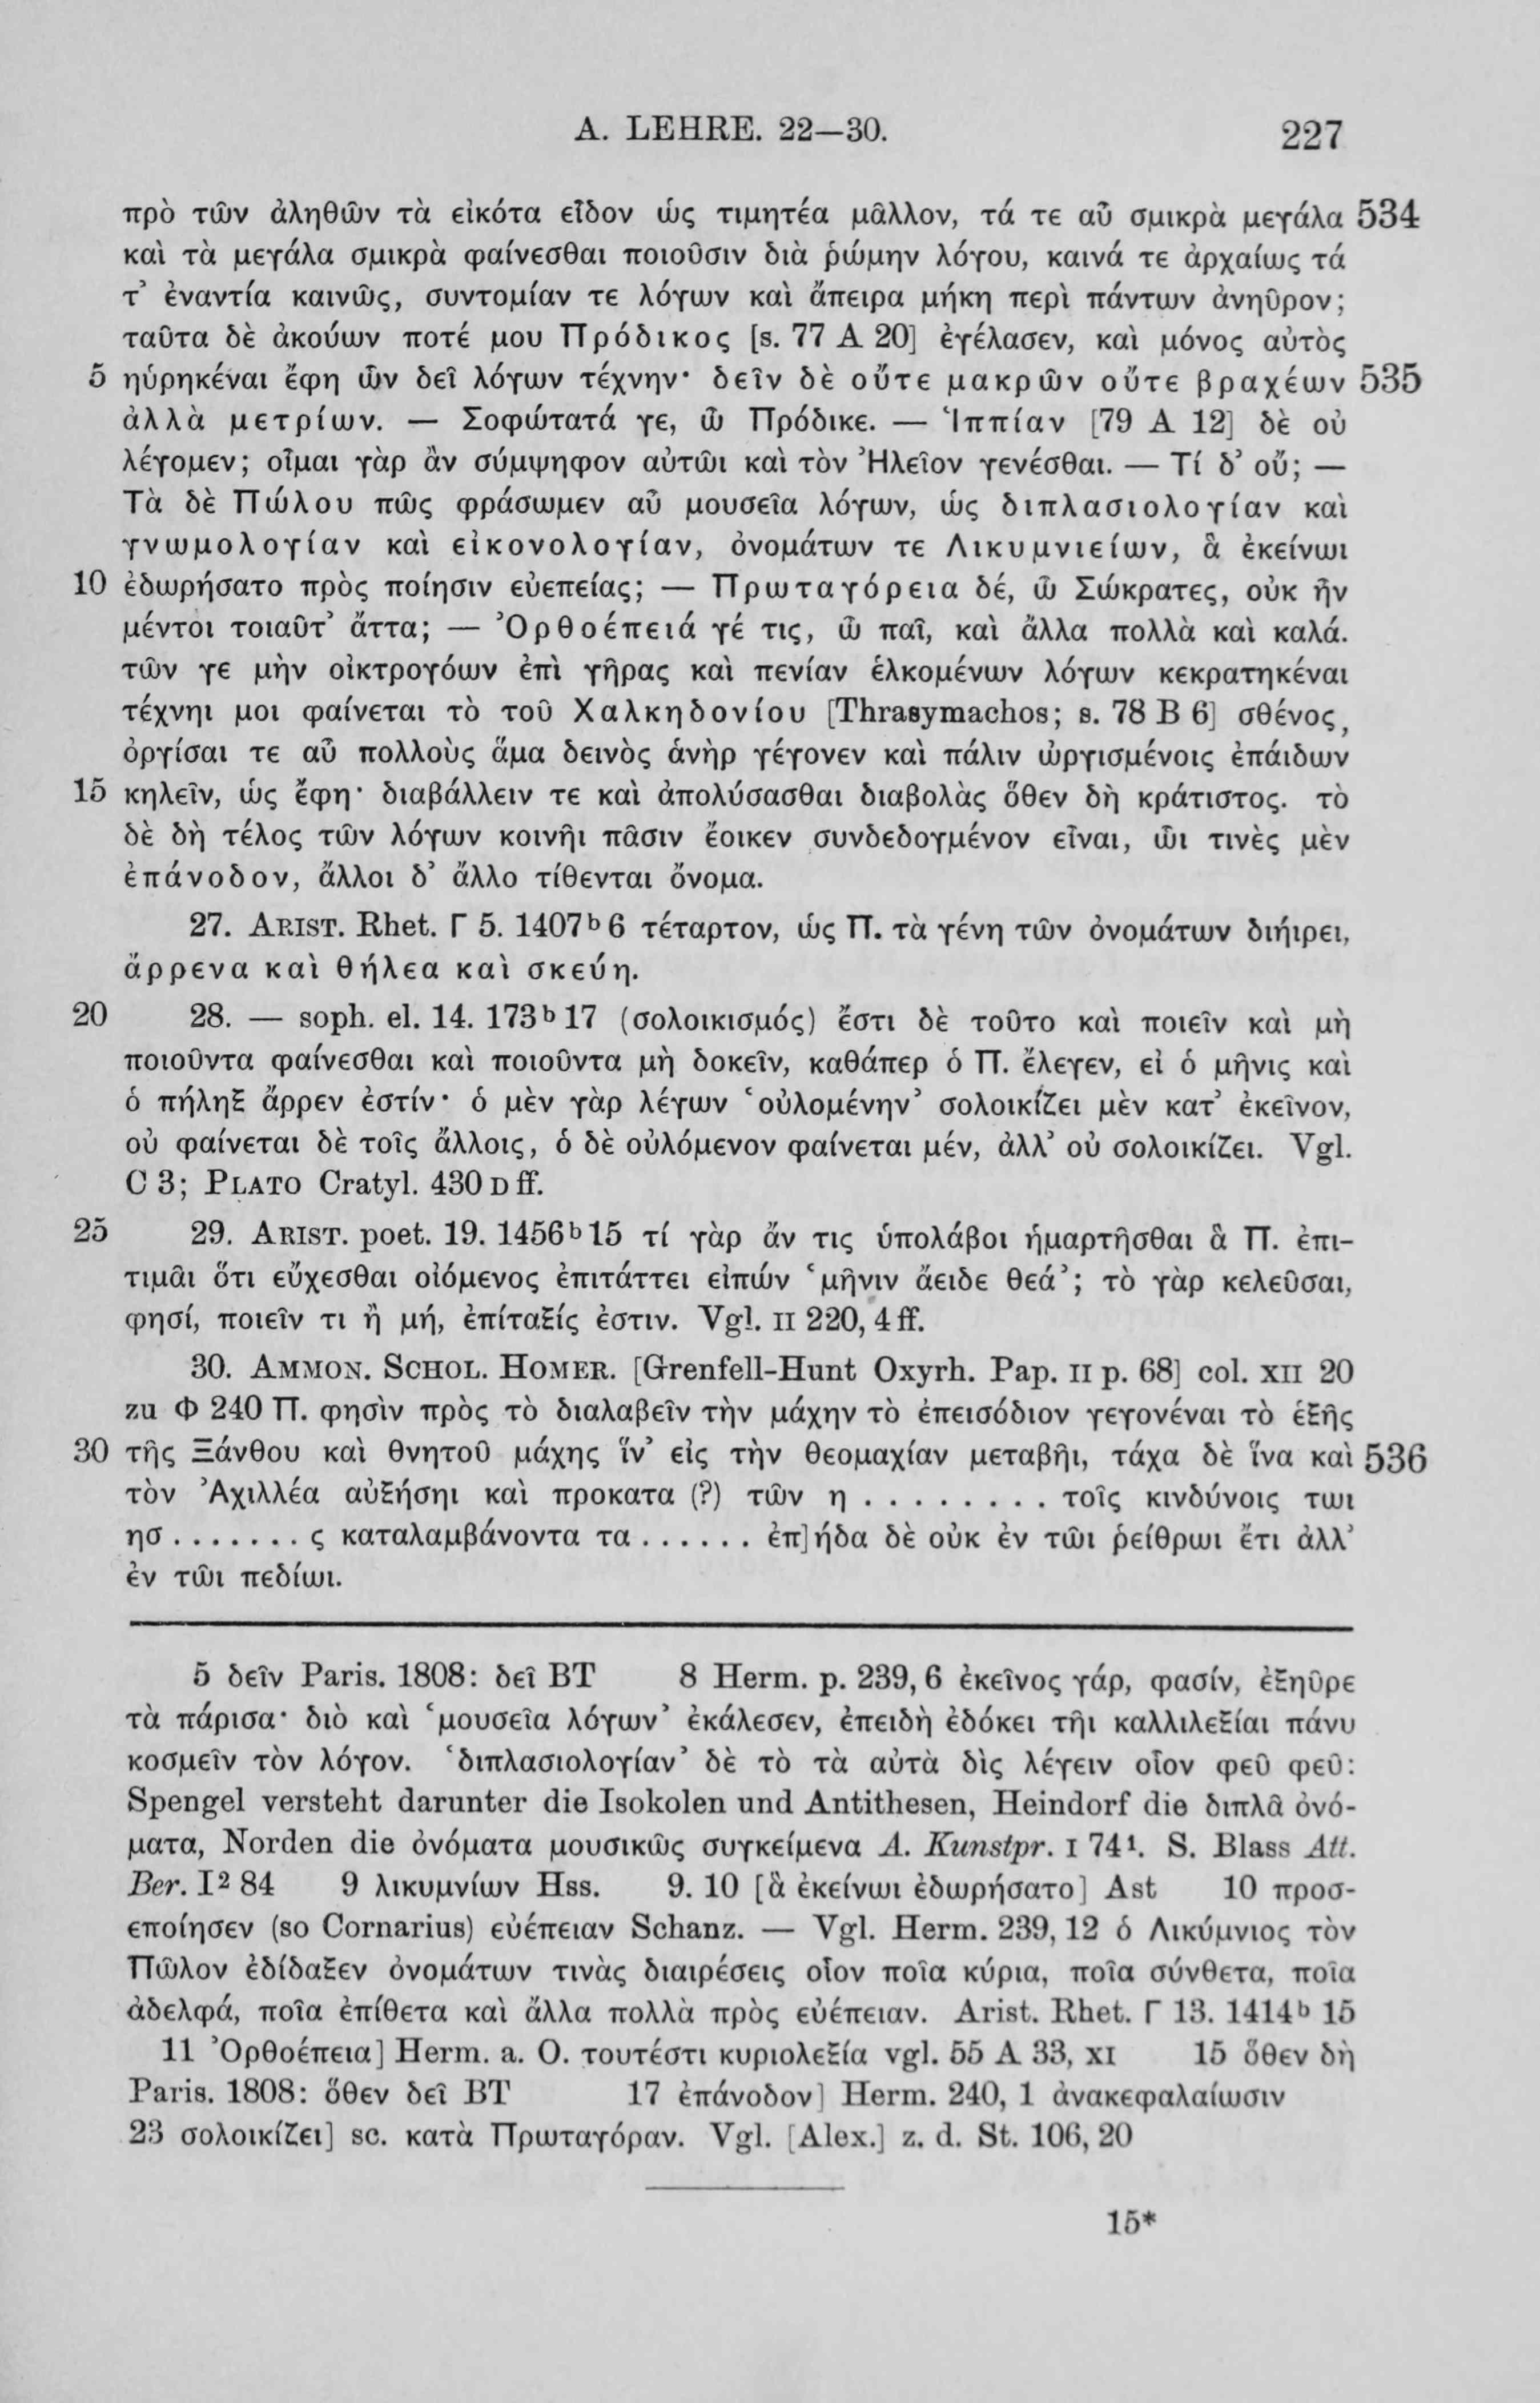 A. LEHRE. 22—30. 227
πρὸ τῶν ἀληθῶν τὰ εἰκότα εἶδον ὡς τιμητέα μᾶλλον, τά τε αὖ σμικρὰ μεγάλα 534
καὶ τὰ μεγάλα σμικρὰ φαίνεσθαι ποιοῦσιν διὰ ῥώμην λόγου, καινά τε ἀρχαίως τά
τ᾽ ἐναντία καινῶς, συντομίαν τε λόγων καὶ ἄπειρα μήκη περὶ πάντων ἀνηῦρον;
ταῦτα δὲ ἀκούων ποτέ μου Πρόδικος [s. 77 A 20] ἐγέλασεν, καὶ μόνος αὐτὸς
5 ηὑρηκέναι ἔφη ὧν δεῖ λόγων τέχνην· δεῖν δὲ οὔτε μακρῶν οὔτε βραχέων 535
ἀλλὰ μετρίων. — Σοφώτατά γε, ὦ Πρόδικε. — Ἱππίαν [79 A 12] δὲ οὐ
λέγομεν; οἶμαι γὰρ ἂν σύμψηφον αὐτῶι καὶ τὸν Ἠλεῖον γενέσθαι. — Τί δ᾽ οὔ; —
Τὰ δὲ Πώλου πῶς φράσωμεν αὖ μουσεῖα λόγων, ὡς διπλασιολογίαν καὶ
γνωμολογίαν καὶ εἰκονολογίαν, ὀνομάτων τε Λικυμνιείων, ἃ ἐκείνωι
10 ἐδωρήσατο πρὸς ποίησιν εὐεπείας; — Πρωταγόρεια δέ, ὦ Σώκρατες, οὐκ ἦν
μέντοι τοιαῦτ᾽ ἄττα; — Ὀρθοέπειά γέ τις, ὦ παῖ, καὶ ἄλλα πολλὰ καὶ καλά.
τῶν γε μὴν οἰκτρογόων ἐπὶ γῆρας καὶ πενίαν ἑλκομένων λόγων κεκρατηκέναι
τέχνηι μοι φαίνεται τὸ τοῦ Χαλκηδονίου [Thrasymachos; s. 78 B 6] σθένος,
ὀργίσαι τε αὖ πολλοὺς ἅμα δεινὸς ἁνὴρ γέγονεν καὶ πάλιν ὠργισμένοις ἐπάιδων
15 κηλεῖν, ὡς ἔφη· διαβάλλειν τε καὶ ἀπολύσασθαι διαβολὰς ὅθεν δὴ κράτιστος. τὸ
δὲ δὴ τέλος τῶν λόγων κοινῆι πᾶσιν ἔοικεν συνδεδογμένον εἶναι, ὧι τινὲς μὲν
ἐπάνοδον, ἄλλοι δ᾽ ἄλλο τίθενται ὄνομα.
27. ARIST. Rhet. Γ 5. 1407ᵇ6 τέταρτον, ὡς Π. τὰ γένη τῶν ὀνομάτων διήιρει,
ἄρρενα καὶ θήλεα καὶ σκεύη.
20 28. — soph. el. 14. 173ᵇ17 (σολοικισμός) ἔστι δὲ τοῦτο καὶ ποιεῖν καὶ μὴ
ποιοῦντα φαίνεσθαι καὶ ποιοῦντα μὴ δοκεῖν, καθάπερ ὁ Π. ἔλεγεν, εἰ ὁ μῆνις καὶ
ὁ πήληξ ἄρρεν ἐστίν· ὁ μὲν γὰρ λέγων ‘οὐλομένην’ σολοικίζει μὲν κατ᾽ ἐκεῖνον,
οὐ φαίνεται δὲ τοῖς ἄλλοις, ὁ δὲ οὐλόμενον φαίνεται μέν, ἀλλ᾽ οὐ σολοικίζει. Vgl.
C 3; PLATO Cratyl. 430 D ff.
25 29. ARIST. poet. 19. 1456ᵇ15 τί γὰρ ἄν τις ὑπολάβοι ἡμαρτῆσθαι ἃ Π. ἐπι-
τιμᾶι ὅτι εὔχεσθαι οἰόμενος ἐπιτάττει εἰπών ‘μῆνιν ἄειδε θεά’; τὸ γὰρ κελεῦσαι,
φησί, ποιεῖν τι ἢ μή, ἐπίταξίς ἐστιν. Vgl. II 220, 4 ff.
30. AMMON. SCHOL. HOMER. [Grenfell-Hunt Oxyrh. Pap. II p. 68] col. XII 20
zu Φ 240 Π. φησὶν πρὸς τὸ διαλαβεῖν τὴν μάχην τὸ ἐπεισόδιον γεγονέναι τὸ ἑξῆς
30 τῆς Ξάνθου καὶ θνητοῦ μάχης ἵν᾽ εἰς τὴν θεομαχίαν μεταβῆι, τάχα δὲ ἵνα καὶ 536
τὸν Ἀχιλλέα αὐξήσηι καὶ προκατα (?) τῶν η ......... τοῖς κινδύνοις τωι
ησ ....... ς καταλαμβάνοντα τα ...... ἐπ]ήδα δὲ οὐκ ἐν τῶι ῥείθρωι ἔτι ἀλλ᾽
ἐν τῶι πεδίωι.
5 δεῖν Paris. 1808: δεῖ BT 8 Herm. p. 239, 6 ἐκεῖνος γάρ, φασίν, ἐξηῦρε
τὰ πάρισα· διὸ καὶ ‘μουσεῖα λόγων’ ἐκάλεσεν, ἐπειδὴ ἐδόκει τῆι καλλιλεξίαι πάνυ
κοσμεῖν τὸν λόγον. ‘διπλασιολογίαν’ δὲ τὸ τὰ αὐτὰ δὶς λέγειν οἷον φεῦ φεῦ:
Spengel versteht darunter die Isokolen und Antithesen, Heindorf die διπλᾶ ὀνό-
ματα, Norden die ὀνόματα μουσικῶς συγκείμενα A. Kunstpr. I 74¹. S. Blass Att.
Ber. I² 84 9 λικυμνίων Hss. 9. 10 [ἃ ἐκείνωι ἐδωρήσατο] Ast 10 προσ-
εποίησεν (so Cornarius) εὐέπειαν Schanz. — Vgl. Herm. 239, 12 ὁ Λικύμνιος τὸν
Πῶλον ἐδίδαξεν ὀνομάτων τινὰς διαιρέσεις οἷον ποῖα κύρια, ποῖα σύνθετα, ποῖα
ἀδελφά, ποῖα ἐπίθετα καὶ ἄλλα πολλὰ πρὸς εὐέπειαν. Arist. Rhet. Γ 13. 1414ᵇ 15
11 Ὀρθοέπεια] Herm. a. O. τουτέστι κυριολεξία vgl. 55 A 33, XI 15 ὅθεν δὴ
Paris. 1808: ὅθεν δεῖ BT 17 ἐπάνοδον] Herm. 240, 1 ἀνακεφαλαίωσιν
23 σολοικίζει] sc. κατὰ Πρωταγόραν. Vgl. [Alex.] z. d. St. 106, 20
15*